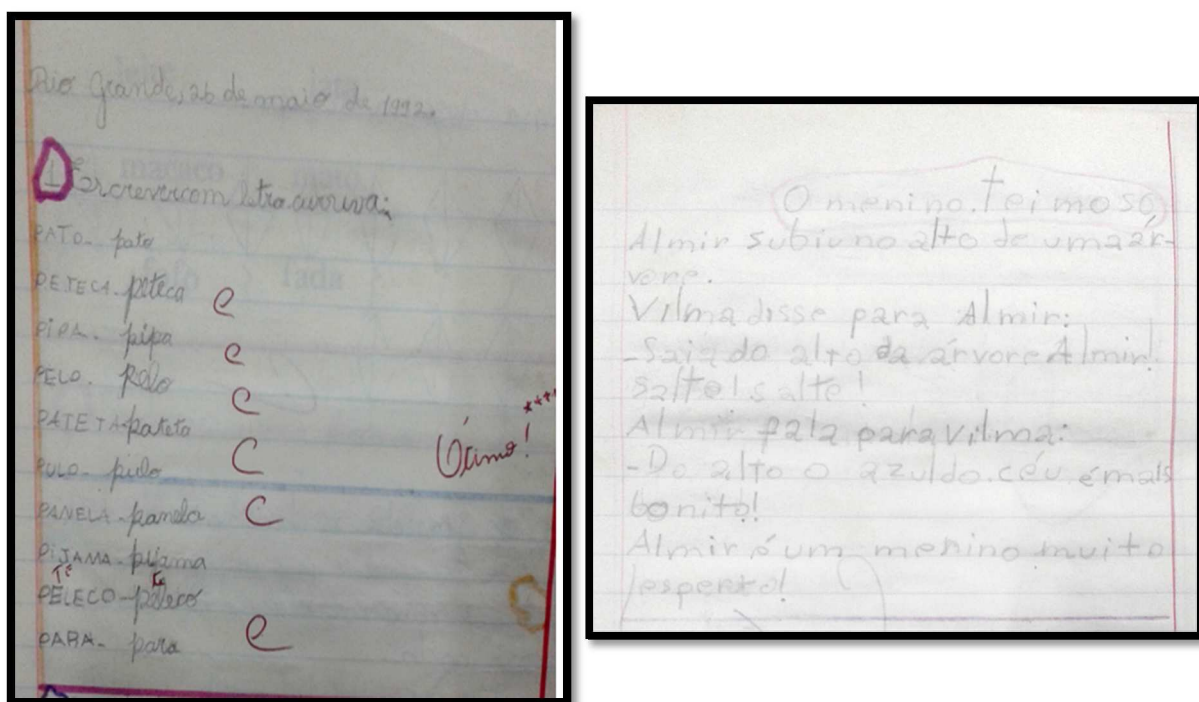 Rio Grande, 26 de maio de 1992.
1 Escrever com letra cursiva:
PATO - pato
PETECA - peteca C
PIPA - pipa C
PELO - pelo C
PATETA - pateta
PULO - pulo C
PANELA - panela C
PIJAMA - pijama
PELECO - peleco
PARA - para C
Ótimo!
O menino teimoso
Almir subiu no alto de uma ár-
vore.
Vilma disse para Almir:
- Saia do alto da árvore Almir!
Salte! Salte!
Almir fala para Vilma:
- Do alto o azul do céu é mais
bonito!
Almir é um menino muito
esperto!